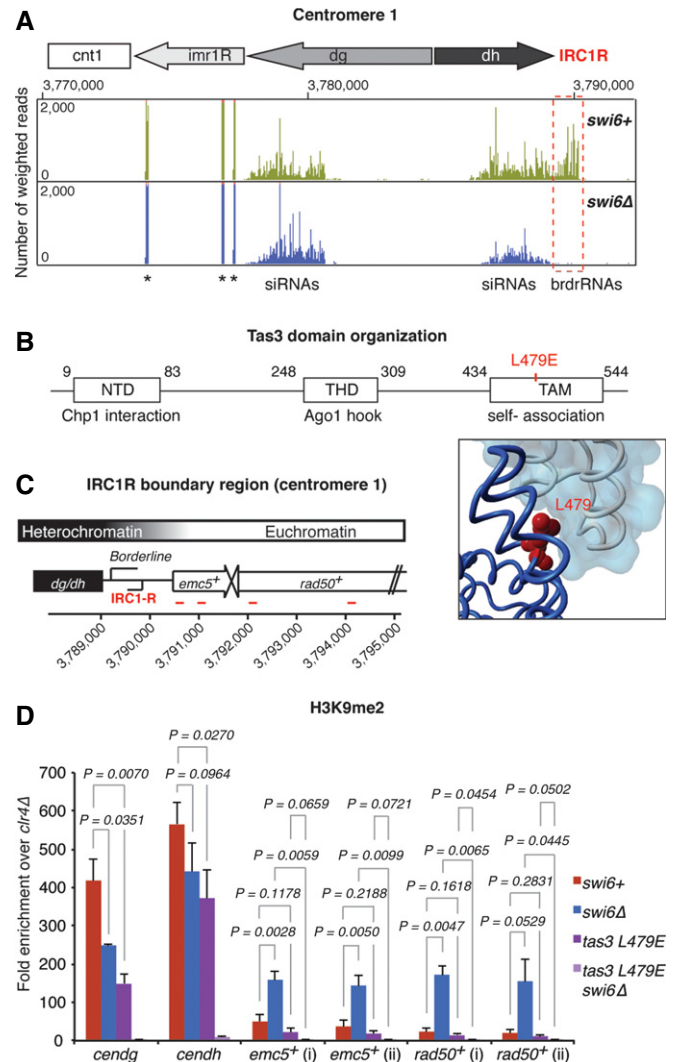 A
Centromere 1
cnt1
imr1R
dg
dh
IRC1R
3,770,000
3,780,000
3,790,000
Number of weighted reads
2,000
0
swi6+
2,000
0
swi6Δ
* * *
siRNAs
siRNAs
brdrRNAs
B
Tas3 domain organization
L479E
9
83
248
309
434
544
NTD
THD
TAM
Chp1 interaction
Ago1 hook
self- association
L479
C
IRC1R boundary region (centromere 1)
Heterochromatin
Euchromatin
Borderline
dg/dh
IRC1-R
emc5+
rad50+
3,789,000
3,790,000
3,791,000
3,792,000
3,793,000
3,794,000
3,795,000
D
H3K9me2
Fold enrichment over clr4Δ
700
600
500
400
300
200
100
0
P = 0.0070
P = 0.0351
P = 0.0270
P = 0.0964
P = 0.0659
P = 0.0059
P = 0.1178
P = 0.0028
P = 0.0721
P = 0.0099
P = 0.2188
P = 0.0050
P = 0.0454
P = 0.0065
P = 0.1618
P = 0.0047
P = 0.0502
P = 0.0445
P = 0.2831
P = 0.0529
swi6+
swi6Δ
tas3 L479E
tas3 L479E
swi6Δ
cendg
cendh
emc5+ (i)
emc5+ (ii)
rad50+ (i)
rad50+ (ii)